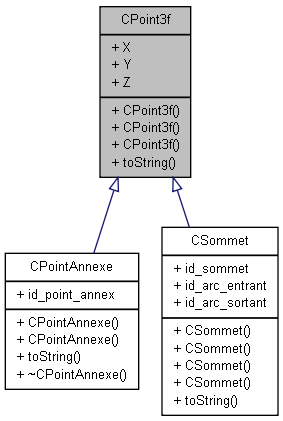 CPoint3f
+ X
+ Y
+ Z
+ CPoint3f()
+ CPoint3f()
+ CPoint3f()
+ toString()
CPointAnnexe
+ id_point_annex
+ CPointAnnexe()
+ CPointAnnexe()
+ toString()
+ ~CPointAnnexe()
CSommet
+ id_sommet
+ id_arc_entrant
+ id_arc_sortant
+ CSommet()
+ CSommet()
+ CSommet()
+ CSommet()
+ toString()